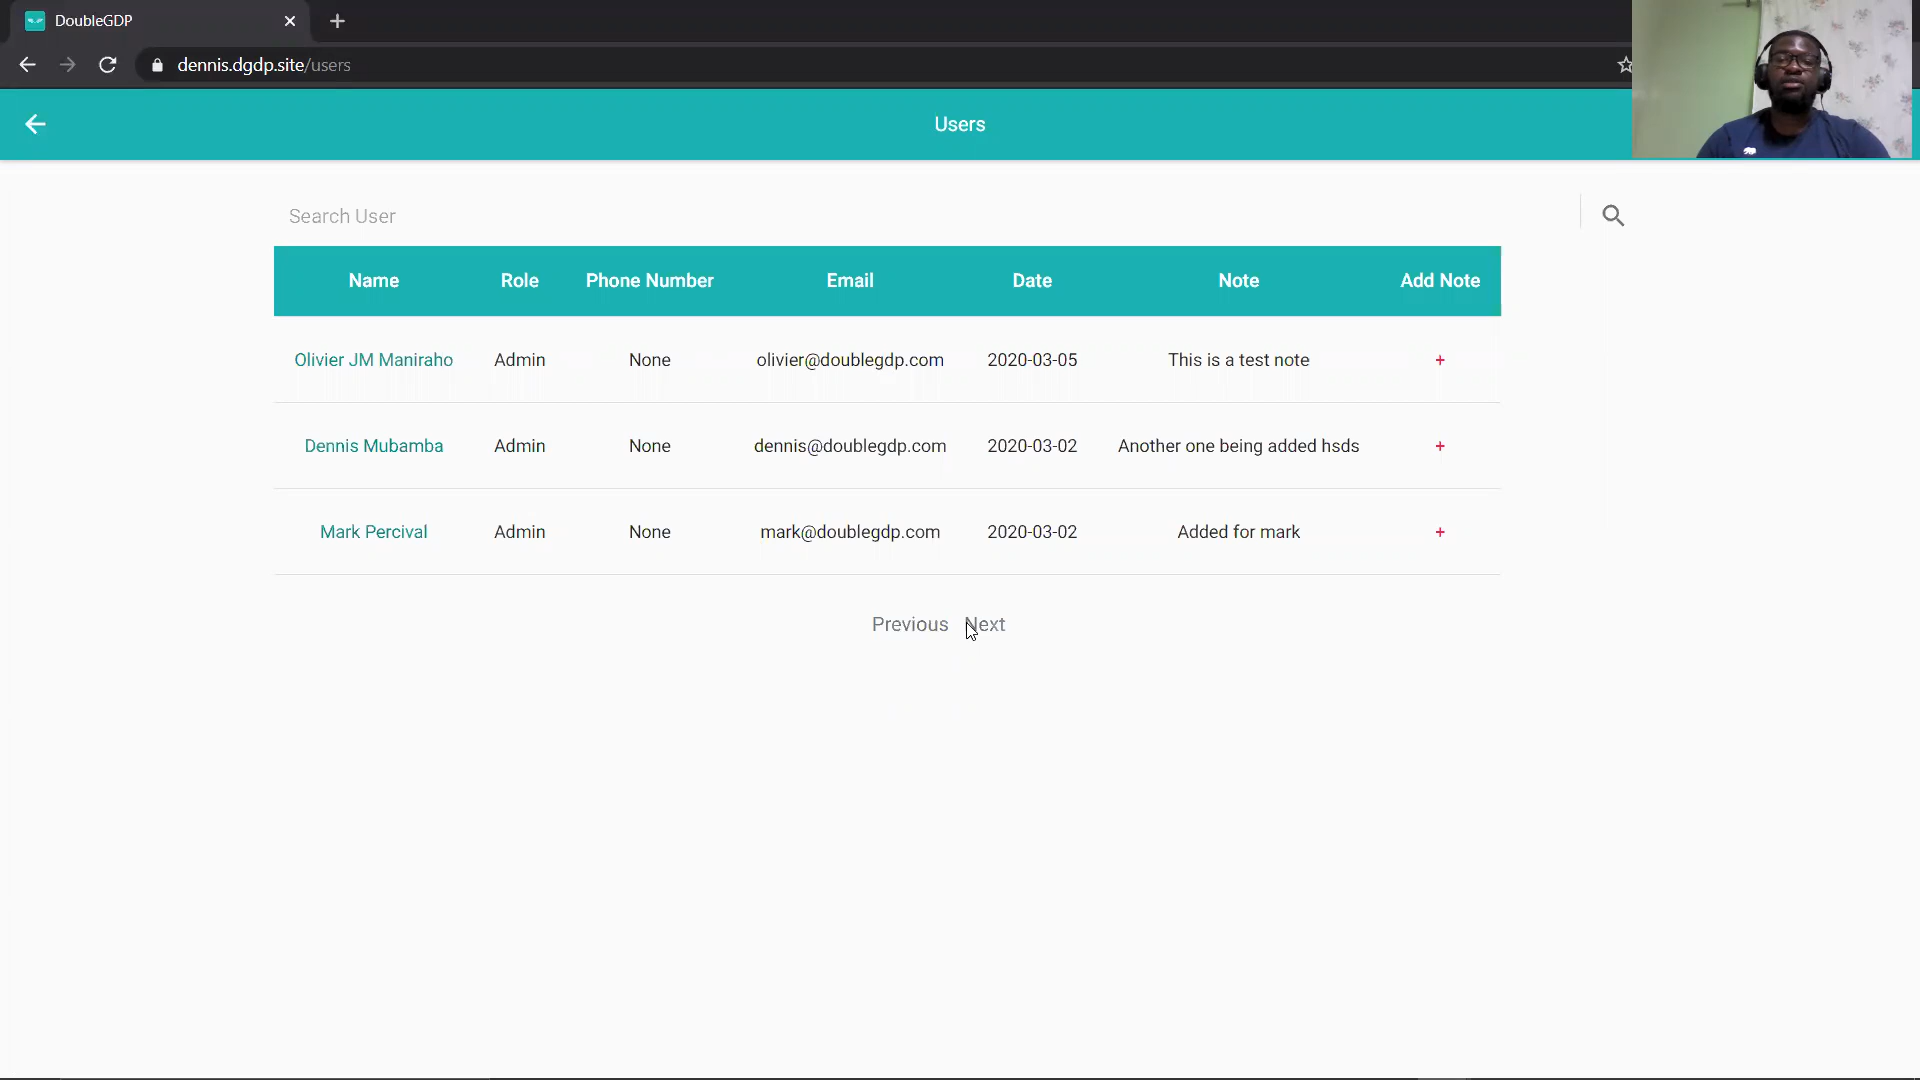 DoubleGDP
dennis.dgdp.site/users
Users
Search User
Name Role Phone Number Email Date Note Add Note
Olivier JM Maniraho Admin None olivier@doublegdp.com 2020-03-05 This is a test note +
Dennis Mubamba Admin None dennis@doublegdp.com 2020-03-02 Another one being added hsds +
Mark Percival Admin None mark@doublegdp.com 2020-03-02 Added for mark +
Previous Next